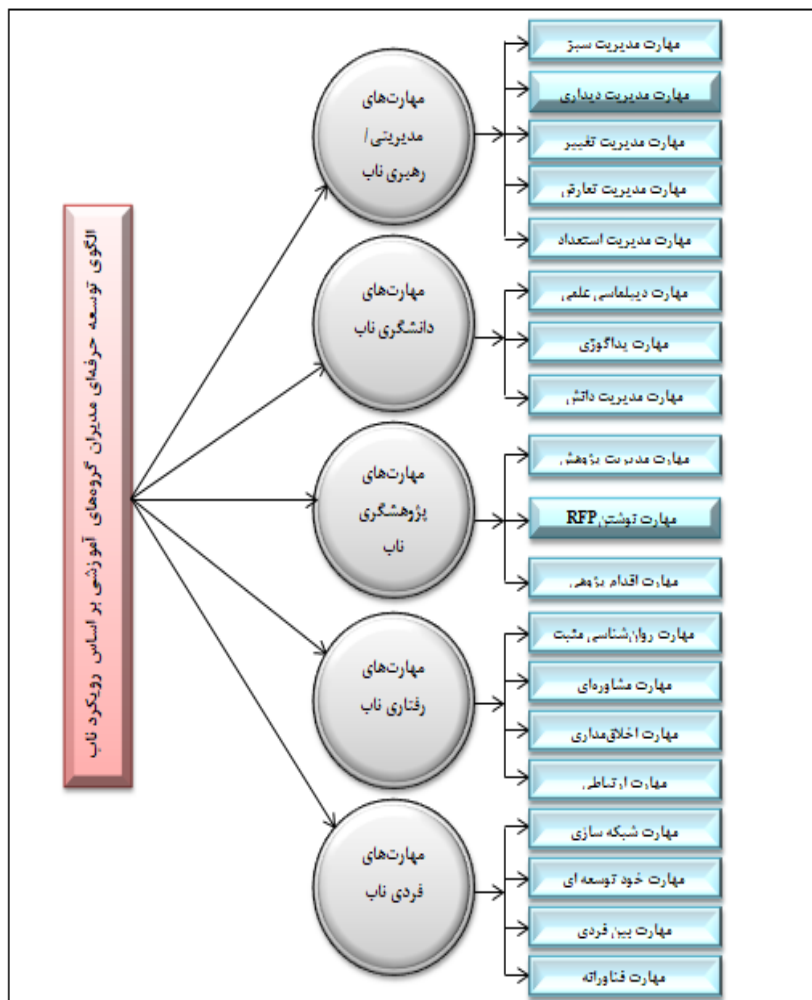 الگوی توسعه حرفه‌ای مدیران گروه‌های آموزشی بر اساس رویکرد ناب
مهارت‌های
مدیریتی/
رهبری ناب
مهارت مدیریت سبز
مهارت مدیریت دیداری
مهارت مدیریت تغییر
مهارت مدیریت تعارض
مهارت مدیریت استعداد
مهارت‌های
دانشگری ناب
مهارت دیپلماسی علمی
مهارت پداگوژی
مهارت مدیریت دانش
مهارت‌های
پژوهشگری
ناب
مهارت مدیریت پژوهش
مهارت نوشتن RFP
مهارت اقدام پژوهی
مهارت‌های
رفتاری ناب
مهارت روان‌شناسی مثبت
مهارت مشاوره‌ای
مهارت اخلاق‌مداری
مهارت ارتباطی
مهارت‌های
فردی ناب
مهارت شبکه سازی
مهارت خود توسعه ای
مهارت بین فردی
مهارت فناورانه